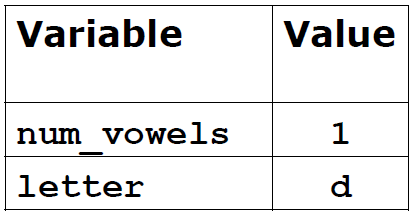 Variable Value
num_vowels 1
letter d